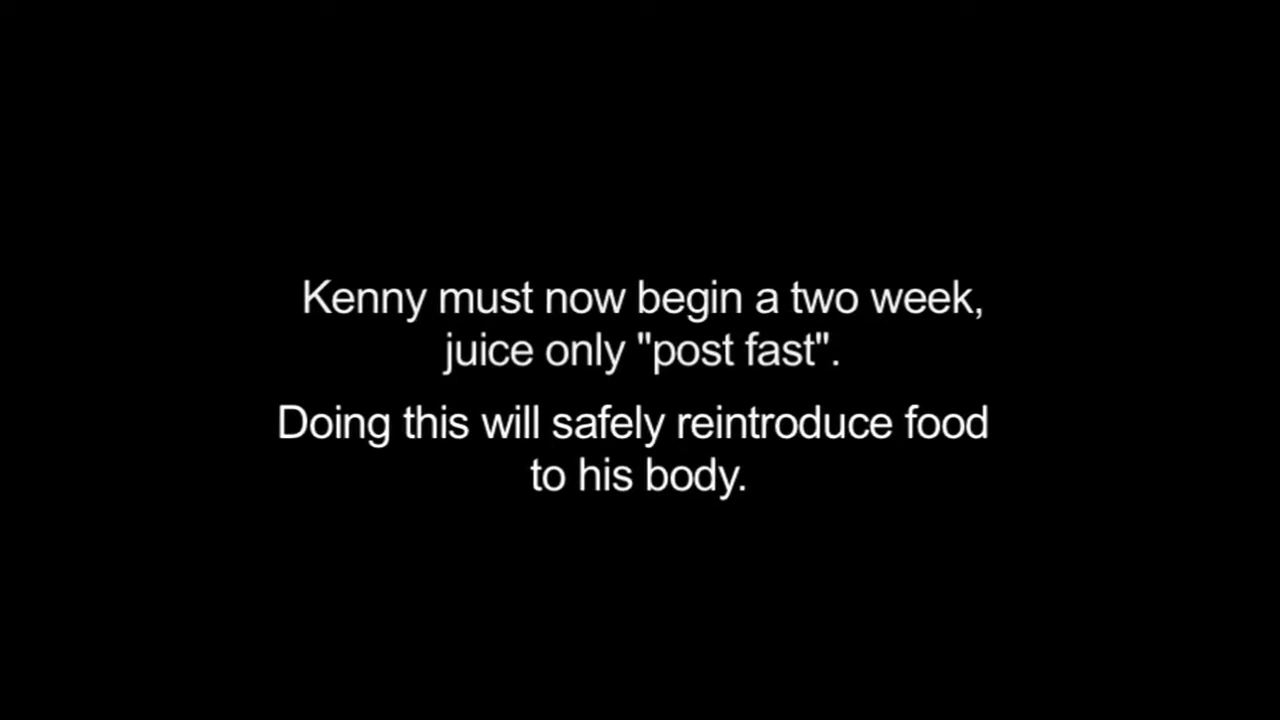 Kenny must now begin a two week,
juice only "post fast".
Doing this will safely reintroduce food
to his body.